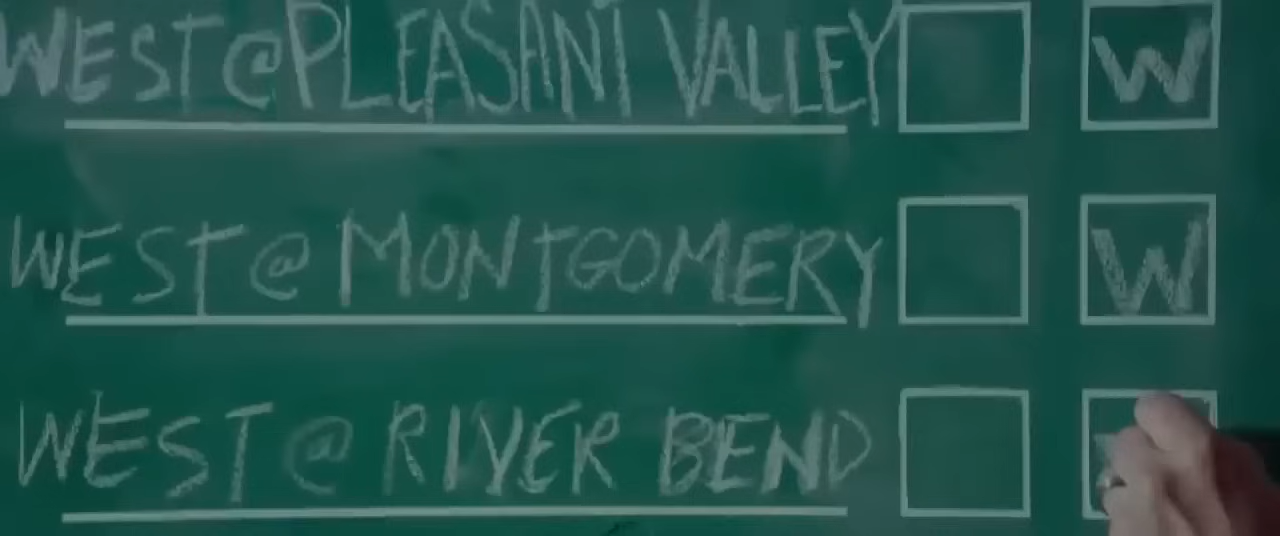 WEST @ PLEASANT VALLEY W
WEST @ MONTGOMERY W
WEST @ RIVER BEND